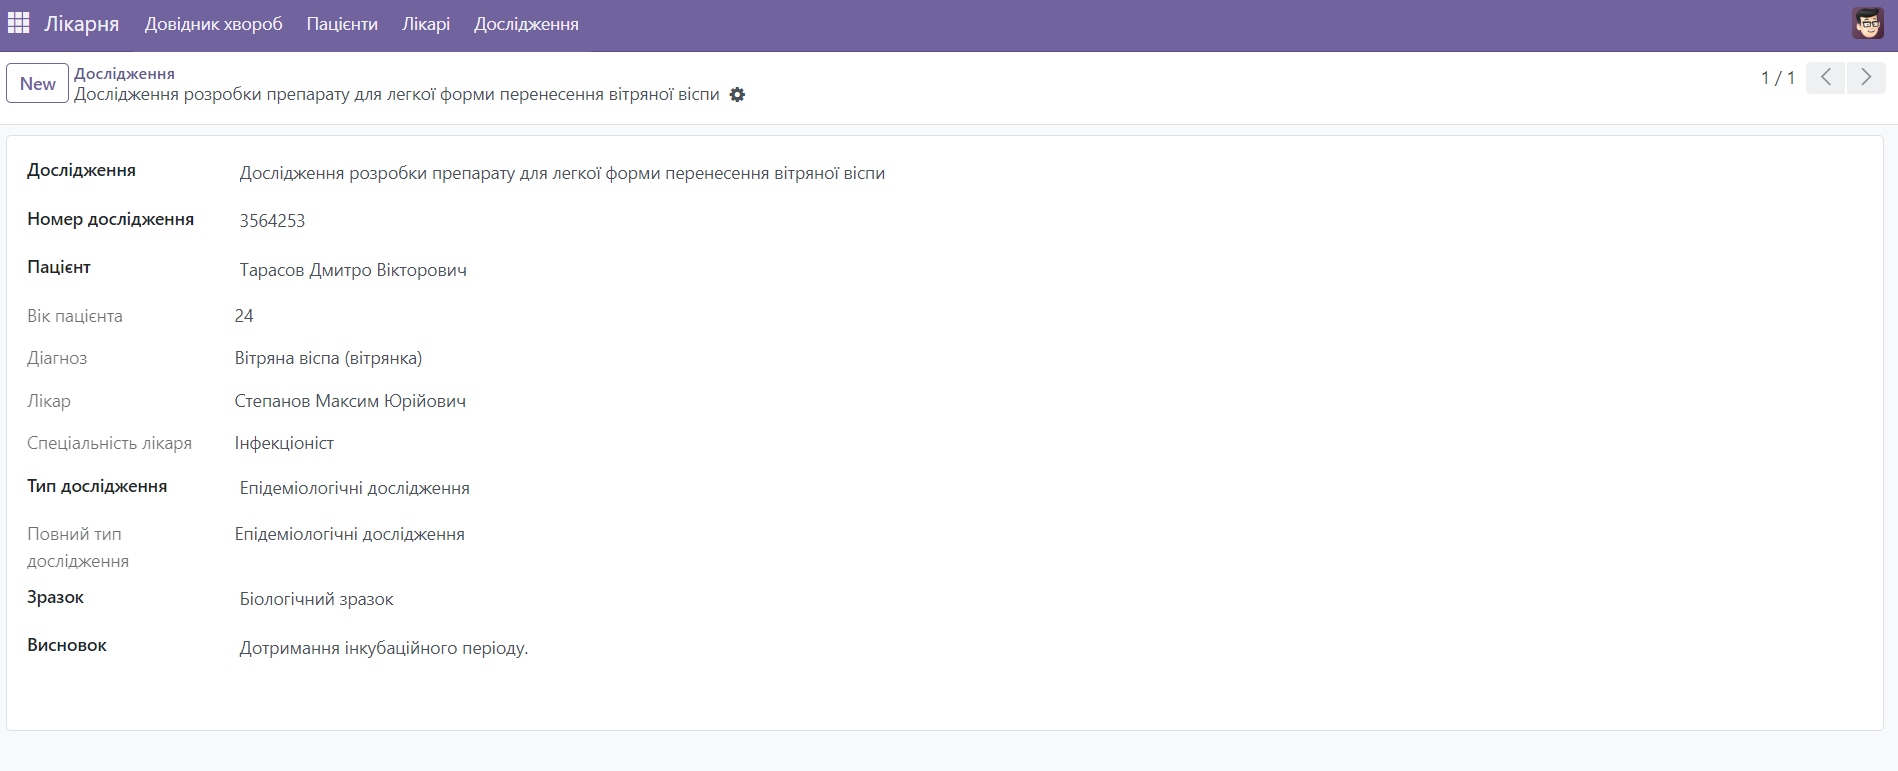 Лікарня Довідник хвороб Пацієнти Лікарі Дослідження
New
Дослідження
Дослідження розробки препарату для легкої форми перенесення вітряної віспи
1 / 1
Дослідження Дослідження розробки препарату для легкої форми перенесення вітряної віспи
Номер дослідження 3564253
Пацієнт Тарасов Дмитро Вікторович
Вік пацієнта 24
Діагноз Вітряна віспа (вітрянка)
Лікар Степанов Максим Юрійович
Спеціальність лікаря Інфекціоніст
Тип дослідження Епідеміологічні дослідження
Повний тип Епідеміологічні дослідження
дослідження
Зразок Біологічний зразок
Висновок Дотримання інкубаційного періоду.